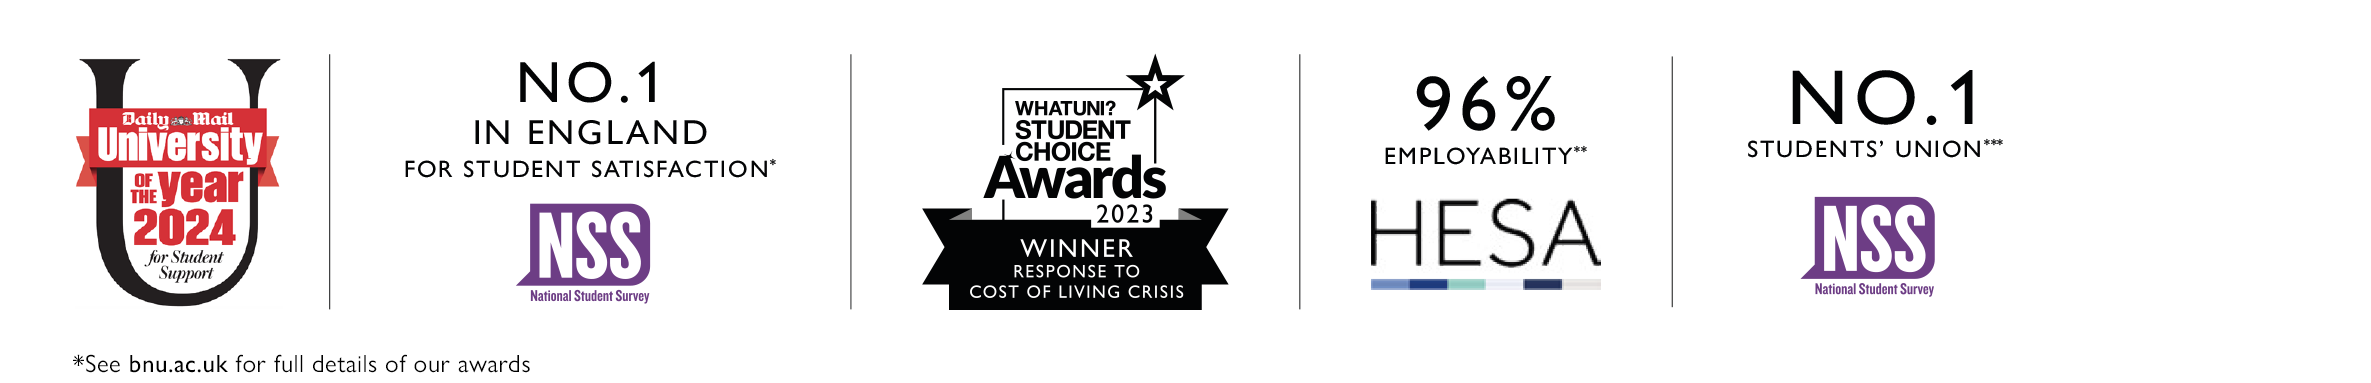 Daily Mail
University
OF THE year
2024
for Student
Support
NO.1
IN ENGLAND
FOR STUDENT SATISFACTION*
NSS
National Student Survey
WHATUNI?
STUDENT
CHOICE
Awards
2023
WINNER
RESPONSE TO
COST OF LIVING CRISIS
96%
EMPLOYABILITY**
HESA
NO.1
STUDENTS’ UNION***
NSS
National Student Survey
*See bnu.ac.uk for full details of our awards